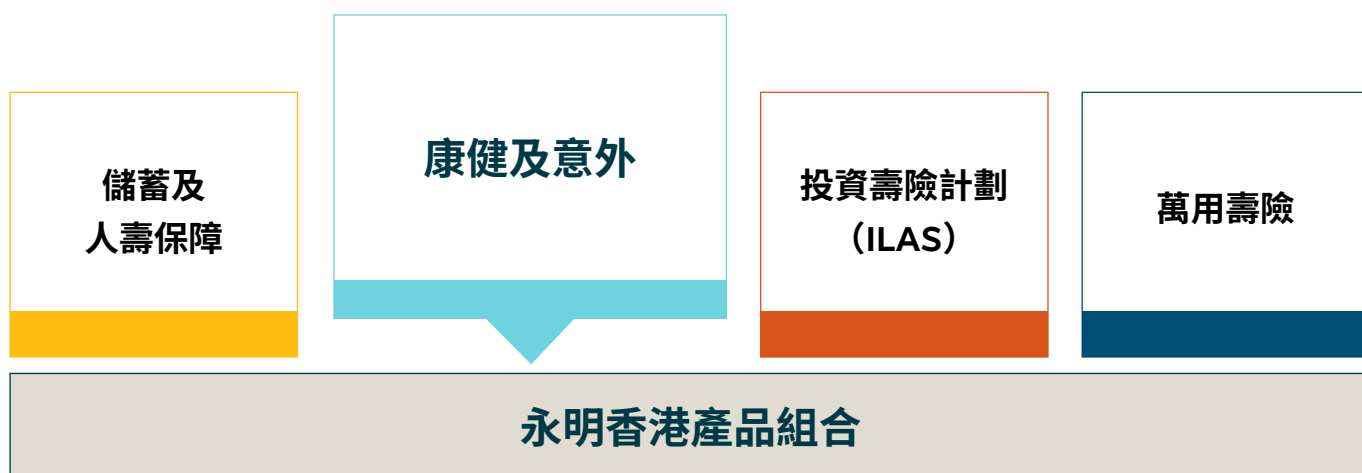 儲蓄及
人壽保障
康健及意外
投資壽險計劃
（ILAS）
萬用壽險
永明香港產品組合